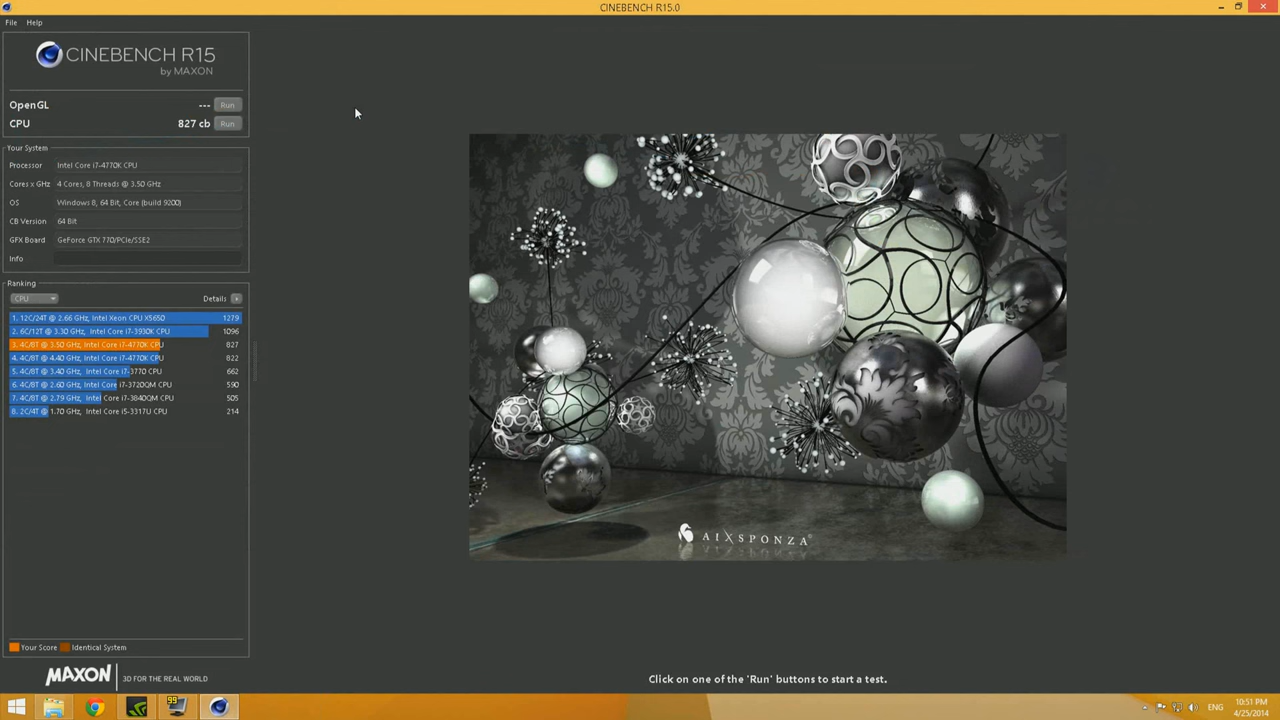 CINEBENCH R15.0
File Help
CINEBENCH R15
by MAXON
OpenGL --- Run
CPU 827 cb Run
Your System
Processor Intel Core i7-4770K CPU
Cores x GHz 4 Cores, 8 Threads @ 3.50 GHz
OS Windows 8, 64 Bit, Core (build 9200)
CB Version 64 Bit
GFX Board GeForce GTX 770/PCIe/SSE2
Info
Ranking
CPU Details
1. 12C/24T @ 2.66 GHz, Intel Xeon CPU X5650 1279
2. 6C/12T @ 3.30 GHz, Intel Core i7-3930K CPU 1096
3. 4C/8T @ 3.50 GHz, Intel Core i7-4770K CPU 827
4. 4C/8T @ 4.40 GHz, Intel Core i7-4770K CPU 822
5. 4C/8T @ 3.40 GHz, Intel Core i7-3770 CPU 662
6. 4C/8T @ 2.60 GHz, Intel Core i7-3720QM CPU 590
7. 4C/8T @ 2.79 GHz, Intel Core i7-3840QM CPU 505
8. 2C/4T @ 1.70 GHz, Intel Core i5-3317U CPU 214
AIXSPONZA®
Your Score Identical System
MAXON 3D FOR THE REAL WORLD
Click on one of the 'Run' buttons to start a test.
99
ENG
10:51 PM
4/25/2014